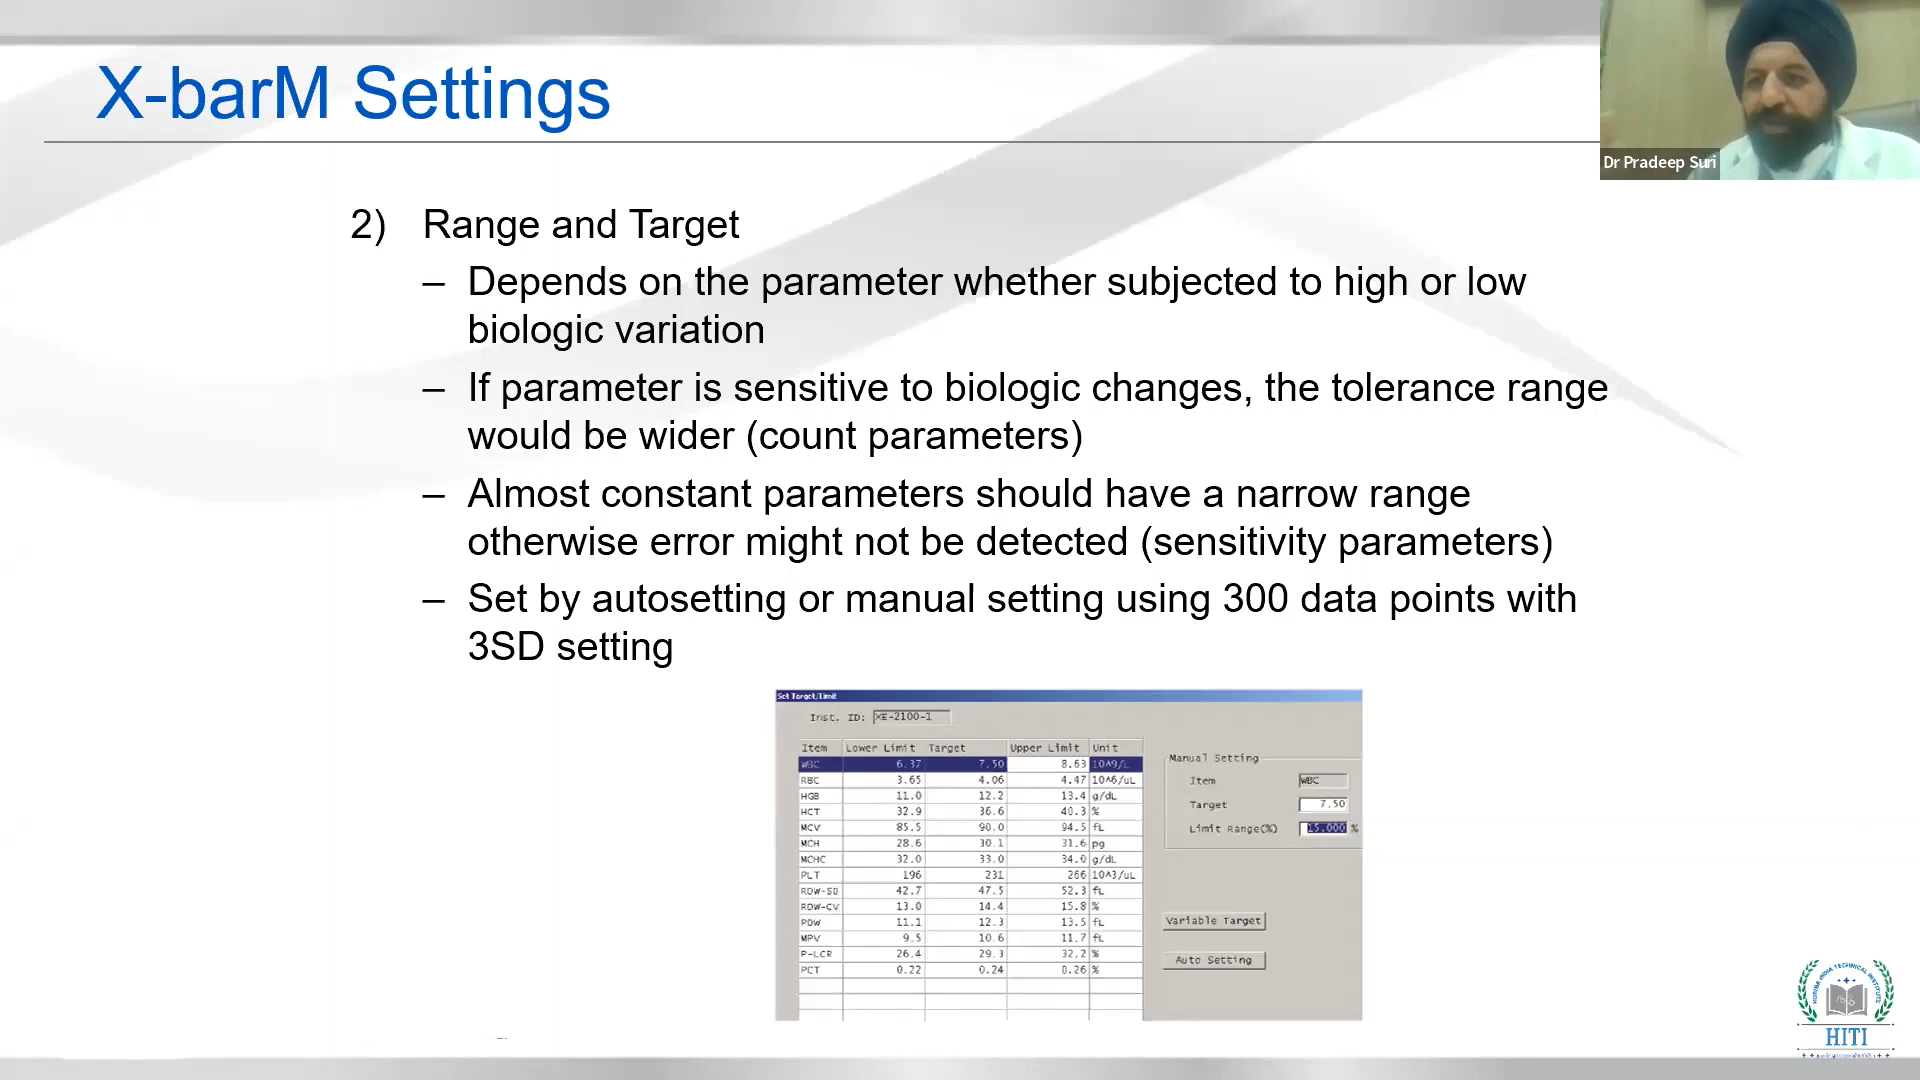 X-barM Settings
Dr Pradeep Suri
2) Range and Target
– Depends on the parameter whether subjected to high or low
biologic variation
– If parameter is sensitive to biologic changes, the tolerance range
would be wider (count parameters)
– Almost constant parameters should have a narrow range
otherwise error might not be detected (sensitivity parameters)
– Set by autosetting or manual setting using 300 data points with
3SD setting
Set Target/Limit
Inst. ID: XE-2100-1
Item Lower Limit Target Upper Limit Unit
WBC 6.37 7.50 8.63 10^9/L
RBC 3.65 4.06 4.47 10^6/uL
HGB 11.0 12.2 13.4 g/dL
HCT 32.9 36.6 40.3 %
MCV 85.5 90.0 94.5 fL
MCH 28.6 30.1 31.6 pg
MCHC 32.0 33.0 34.0 g/dL
PLT 196 231 266 10^3/uL
RDW-SD 42.7 47.5 52.3 fL
RDW-CV 13.0 14.4 15.8 %
PDW 11.1 12.3 13.5 fL
MPV 9.5 10.6 11.7 fL
P-LCR 26.4 29.3 32.2 %
PCT 0.22 0.24 0.26 %
Manual Setting
Item WBC
Target 7.50
Limit Range(%) 15.000 %
Variable Target
Auto Setting
HORIBA INDIA TECHNICAL INSTITUTE
HITI